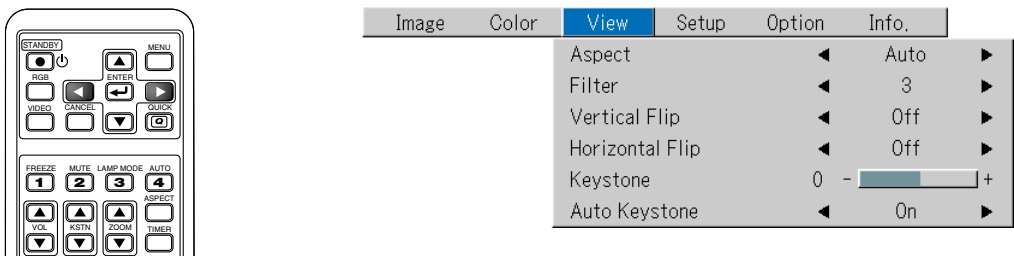 STANDBY
MENU
RGB
ENTER
VIDEO CANCEL QUICK
Q
FREEZE MUTE LAMP MODE AUTO
1 2 3 4
ASPECT
VOL KSTN ZOOM TIMER
Image Color View Setup Option Info.
Aspect Auto
Filter 3
Vertical Flip Off
Horizontal Flip Off
Keystone 0 - +
Auto Keystone On